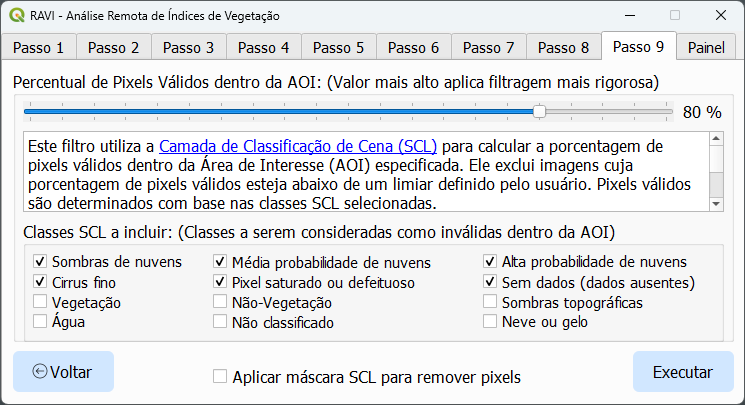 RAVI - Análise Remota de Índices de Vegetação
Passo 1 Passo 2 Passo 3 Passo 4 Passo 5 Passo 6 Passo 7 Passo 8 Passo 9 Painel
Percentual de Pixels Válidos dentro da AOI: (Valor mais alto aplica filtragem mais rigorosa)
80 %
Este filtro utiliza a Camada de Classificação de Cena (SCL) para calcular a porcentagem de
pixels válidos dentro da Área de Interesse (AOI) especificada. Ele exclui imagens cuja
porcentagem de pixels válidos esteja abaixo de um limiar definido pelo usuário. Pixels válidos
são determinados com base nas classes SCL selecionadas.
Classes SCL a incluir: (Classes a serem consideradas como inválidas dentro da AOI)
Sombras de nuvens Média probabilidade de nuvens Alta probabilidade de nuvens
Cirrus fino Pixel saturado ou defeituoso Sem dados (dados ausentes)
Vegetação Não-Vegetação Sombras topográficas
Água Não classificado Neve ou gelo
Voltar Aplicar máscara SCL para remover pixels Executar